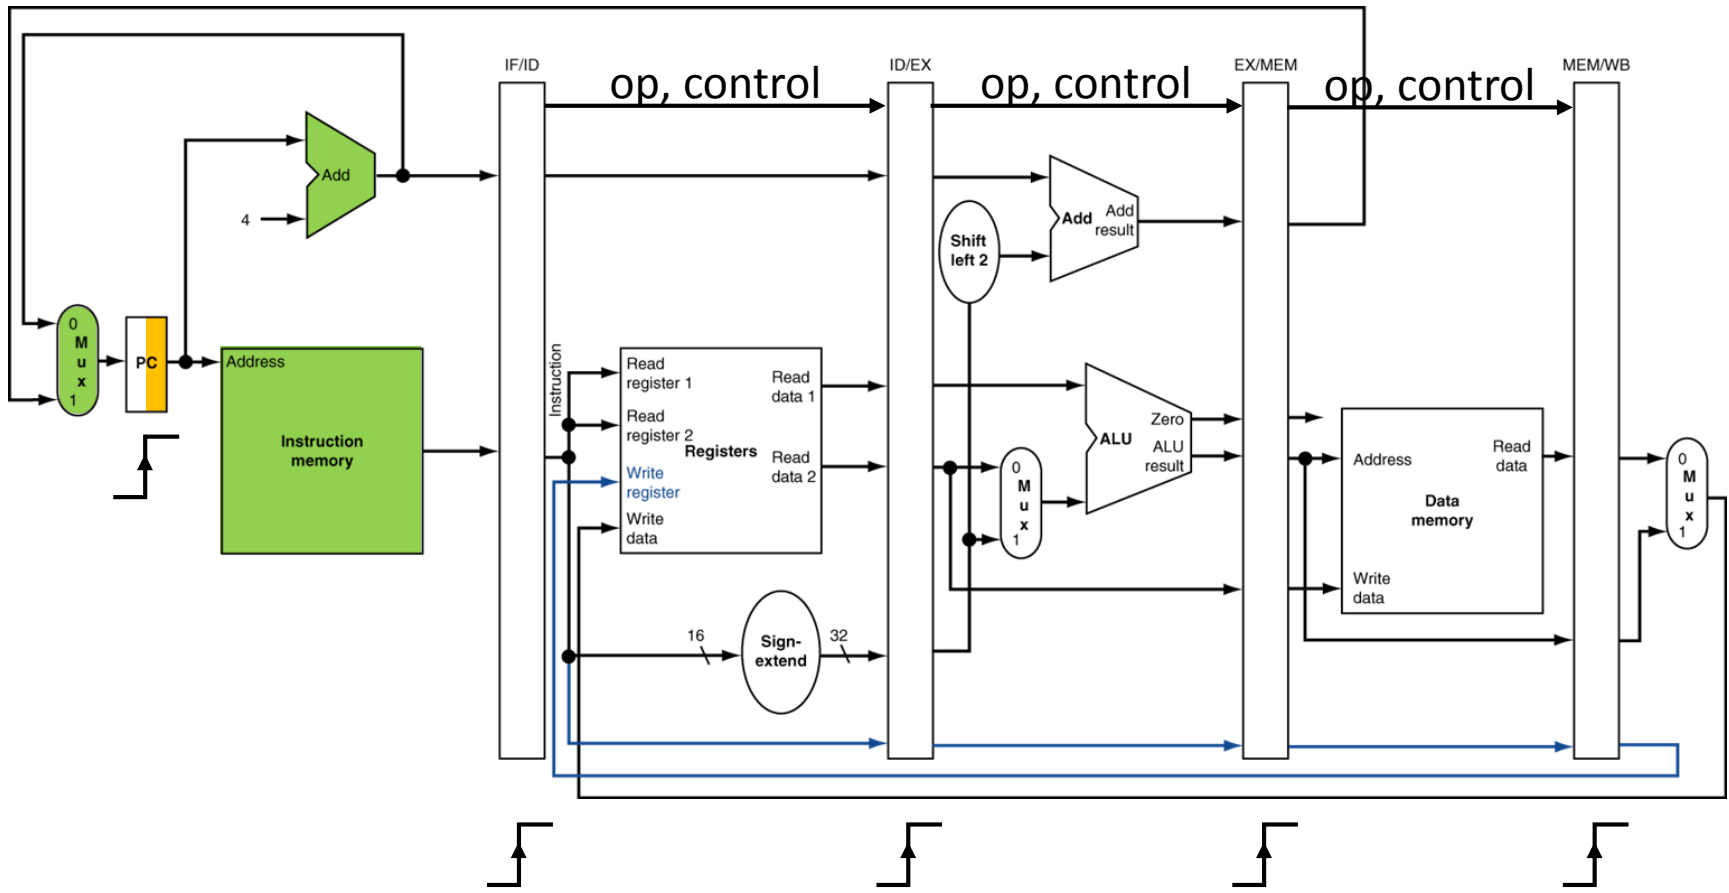 IF/ID
ID/EX
EX/MEM
MEM/WB
op, control
op, control
op, control
Add
4
Shift
left 2
Add
Add
result
0
M
u
x
1
PC
Address
Instruction
memory
Instruction
Read
register 1
Read
register 2
Write
register
Write
data
Registers
Read
data 1
Read
data 2
16
Sign-
extend
32
0
M
u
x
1
ALU
Zero
ALU
result
Address
Read
data
Data
memory
Write
data
0
M
u
x
1